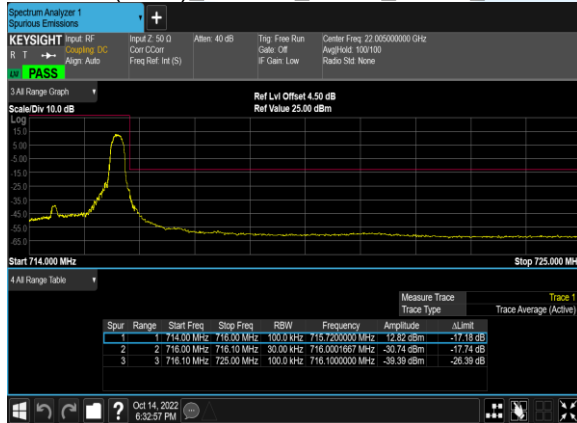 Spectrum Analyzer 1
Spurious Emissions
+
KEYSIGHT Input: RF Input Z: 50 Ω Atten: 40 dB Trig: Free Run Center Freq: 22.005000000 GHz
R T Coupling: DC Corr CCorr Gate: Off Avg|Hold: 100/100
Align: Auto Freq Ref: Int (S) IF Gain: Low Radio Std: None
PASS
3 All Range Graph
Ref Lvl Offset 4.50 dB
Scale/Div 10.0 dB Ref Value 25.00 dBm
Log
15.0
5.00
-5.00
-15.0
-25.0
-35.0
-45.0
-55.0
-65.0
Start 714.000 MHz Stop 725.000 MH
4 All Range Table
Measure Trace Trace 1
Trace Type Trace Average (Active)
Spur Range Start Freq Stop Freq RBW Frequency Amplitude ΔLimit
1 1 714.00 MHz 716.00 MHz 100.0 kHz 715.7200000 MHz 12.82 dBm -17.18 dB
2 2 716.00 MHz 716.10 MHz 30.00 kHz 716.0001667 MHz -30.74 dBm -17.74 dB
3 3 716.10 MHz 725.00 MHz 100.0 kHz 716.1000000 MHz -39.39 dBm -26.39 dB
? Oct 14, 2022
6:32:57 PM